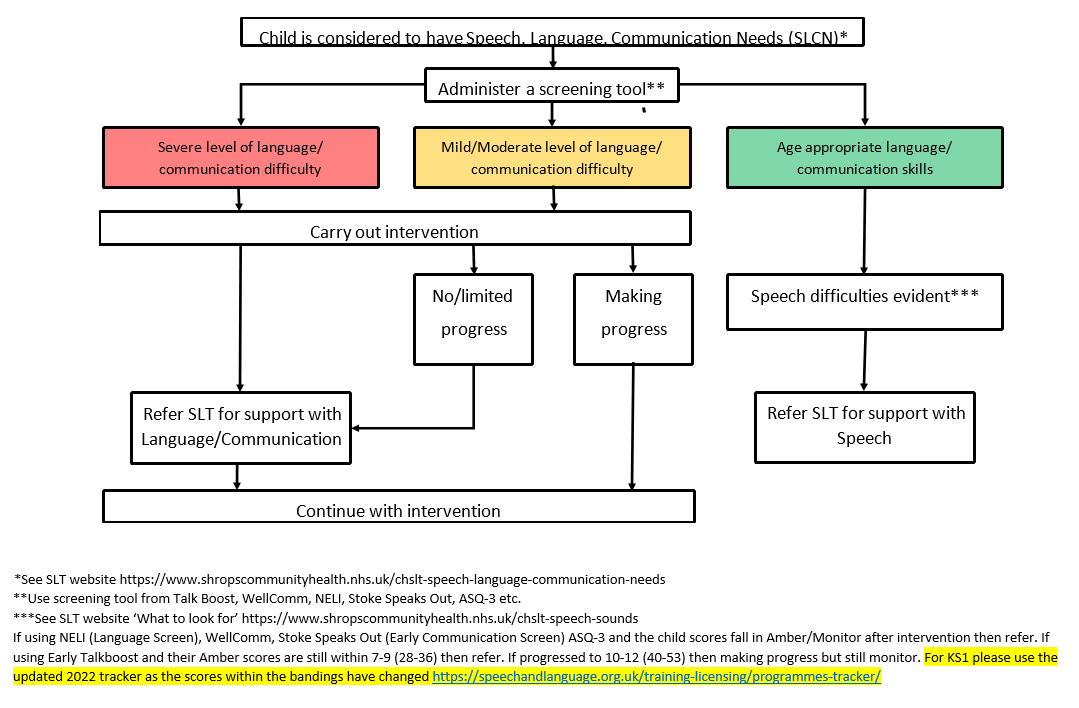 Child is considered to have Speech, Language, Communication Needs (SLCN)*
Administer a screening tool**
Severe level of language/
communication difficulty
Mild/Moderate level of language/
communication difficulty
Age appropriate language/
communication skills
Carry out intervention
No/limited
progress
Making
progress
Speech difficulties evident***
Refer SLT for support with
Language/Communication
Refer SLT for support with
Speech
Continue with intervention
*See SLT website https://www.shropscommunityhealth.nhs.uk/chslt-speech-language-communication-needs
**Use screening tool from Talk Boost, WellComm, NELI, Stoke Speaks Out, ASQ-3 etc.
***See SLT website ‘What to look for’ https://www.shropscommunityhealth.nhs.uk/chslt-speech-sounds
If using NELI (Language Screen), WellComm, Stoke Speaks Out (Early Communication Screen) ASQ-3 and the child scores fall in Amber/Monitor after intervention then refer. If
using Early Talkboost and their Amber scores are still within 7-9 (28-36) then refer. If progressed to 10-12 (40-53) then making progress but still monitor. For KS1 please use the
updated 2022 tracker as the scores within the bandings have changed https://speechandlanguage.org.uk/training-licensing/programmes-tracker/